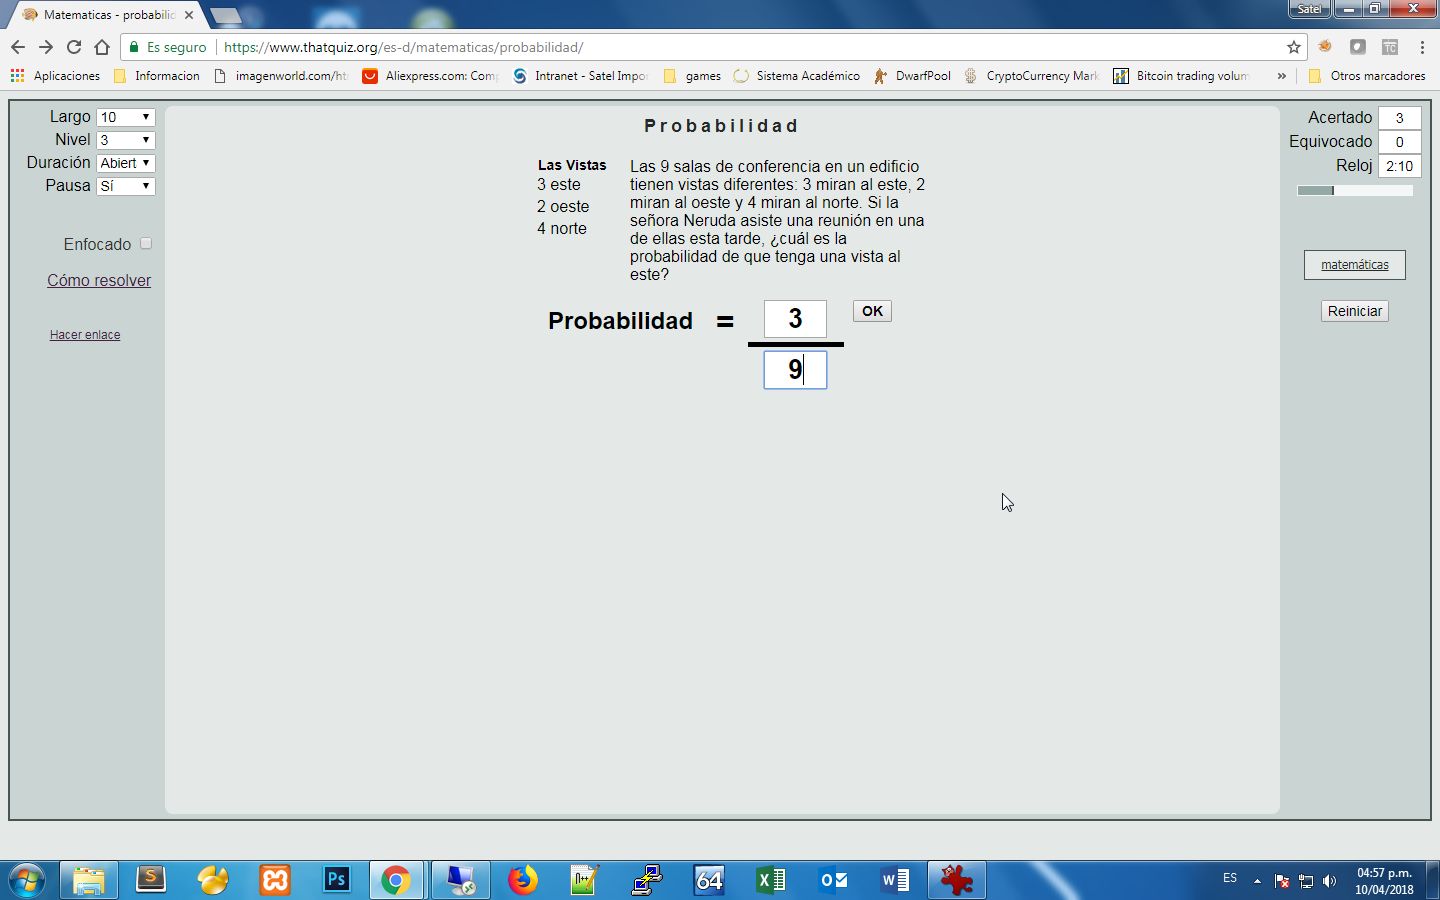 Matematicas - probabilid
Satel
Es seguro
https://www.thatquiz.org/es-d/matematicas/probabilidad/
TC
Aplicaciones
Informacion
imagenworld.com/ht
Aliexpress.com: Comp
Intranet - Satel Impo
games
Sistema Académico
DwarfPool
CryptoCurrency Mark
Bitcoin trading volum
»
Otros marcadores
Largo 10
Nivel 3
Duración Abiert
Pausa Sí
Enfocado
Cómo resolver
Hacer enlace
Probabilidad
Las Vistas
3 este
2 oeste
4 norte
Las 9 salas de conferencia en un edificio
tienen vistas diferentes: 3 miran al este, 2
miran al oeste y 4 miran al norte. Si la
señora Neruda asiste una reunión en una
de ellas esta tarde, ¿cuál es la
probabilidad de que tenga una vista al
este?
Probabilidad = 3
9
OK
Acertado 3
Equivocado 0
Reloj 2:10
matemáticas
Reiniciar
S
Ps
n++
64
X
W
ES
04:57 p.m.
10/04/2018